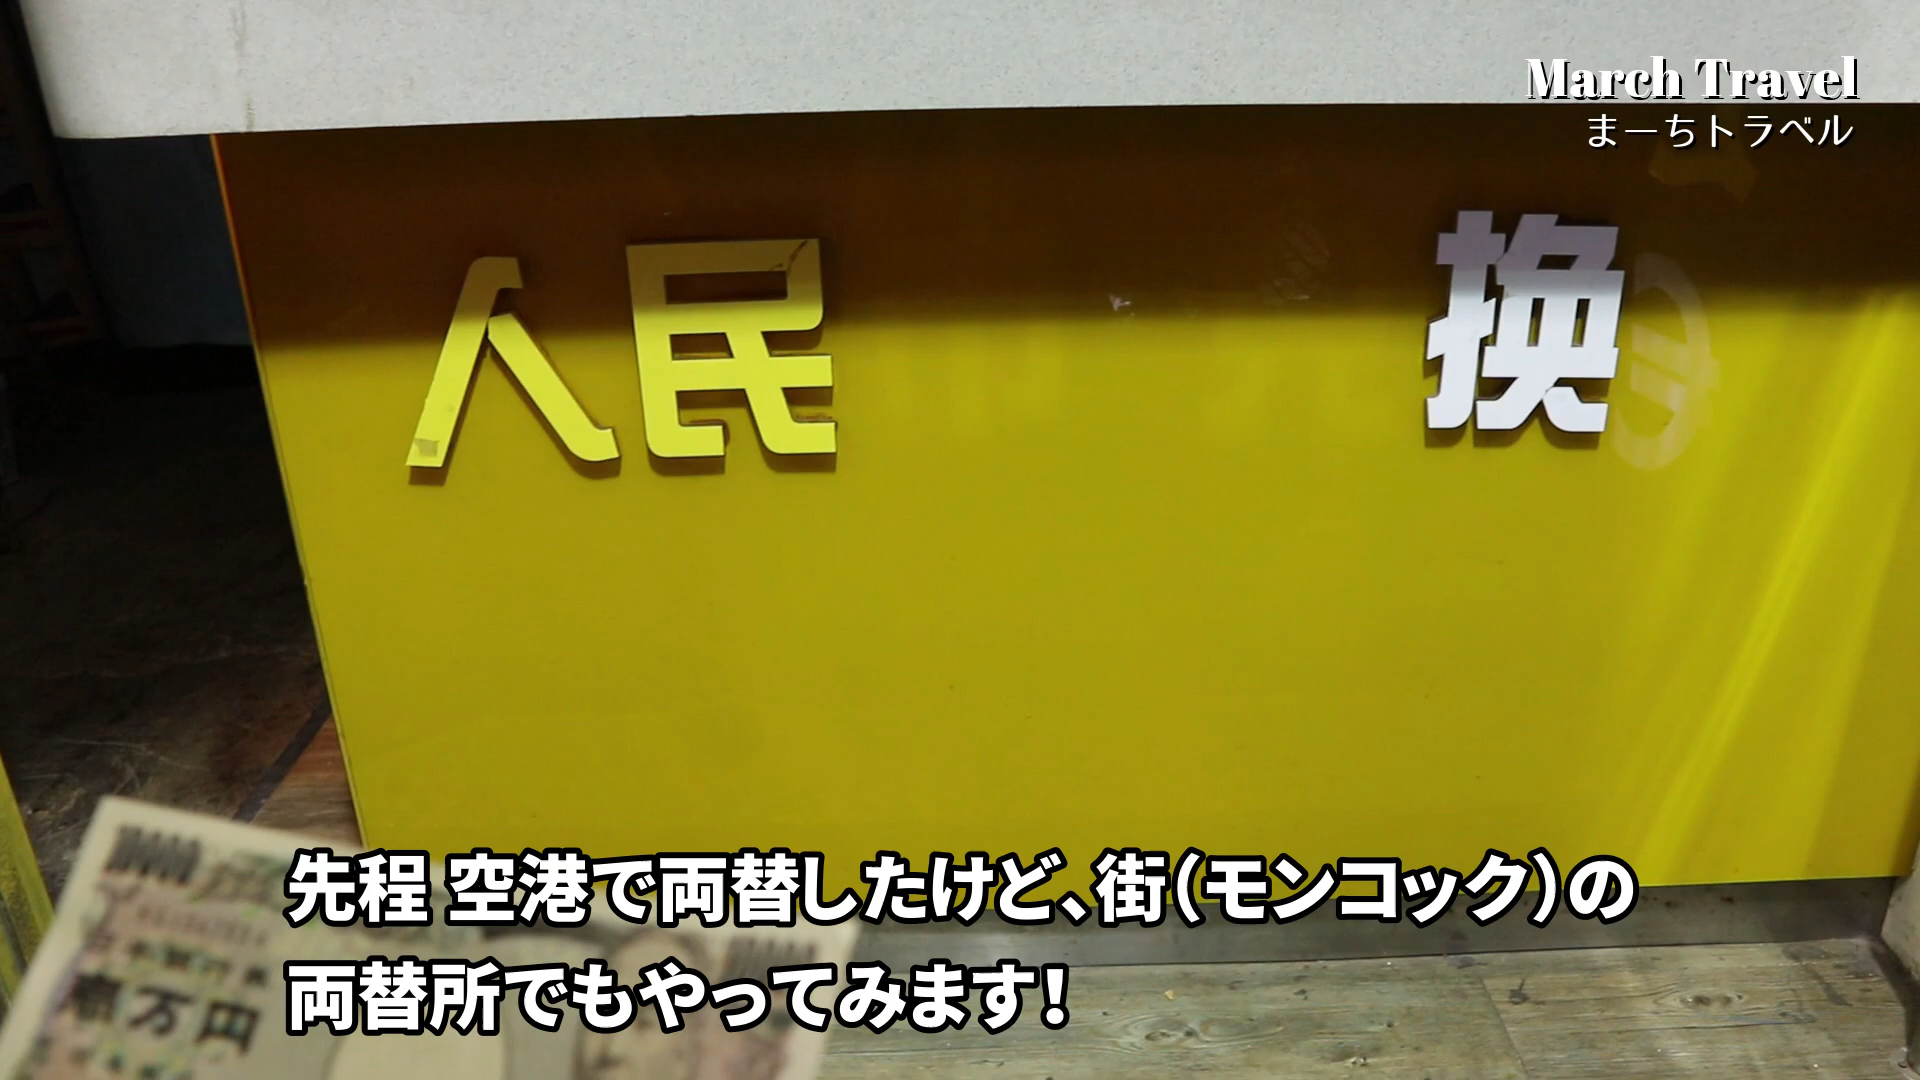 March Travel
まーちトラベル
人民 換
先程 空港で両替したけど、街（モンコック）の
両替所でもやってみます！
壱万円